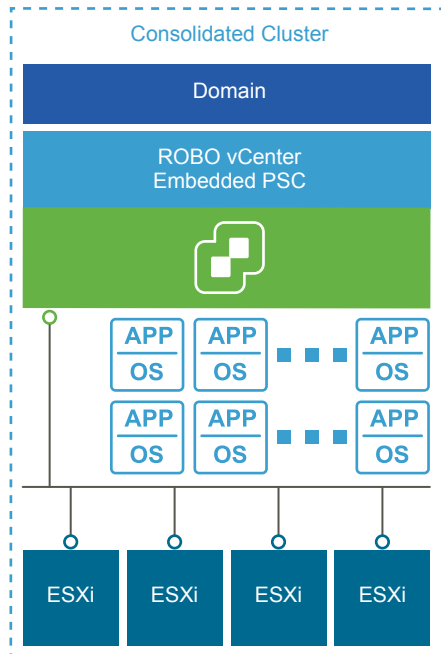 Consolidated Cluster
Domain
ROBO vCenter
Embedded PSC
APP APP APP
OS OS OS
APP APP APP
OS OS OS
ESXi ESXi ESXi ESXi